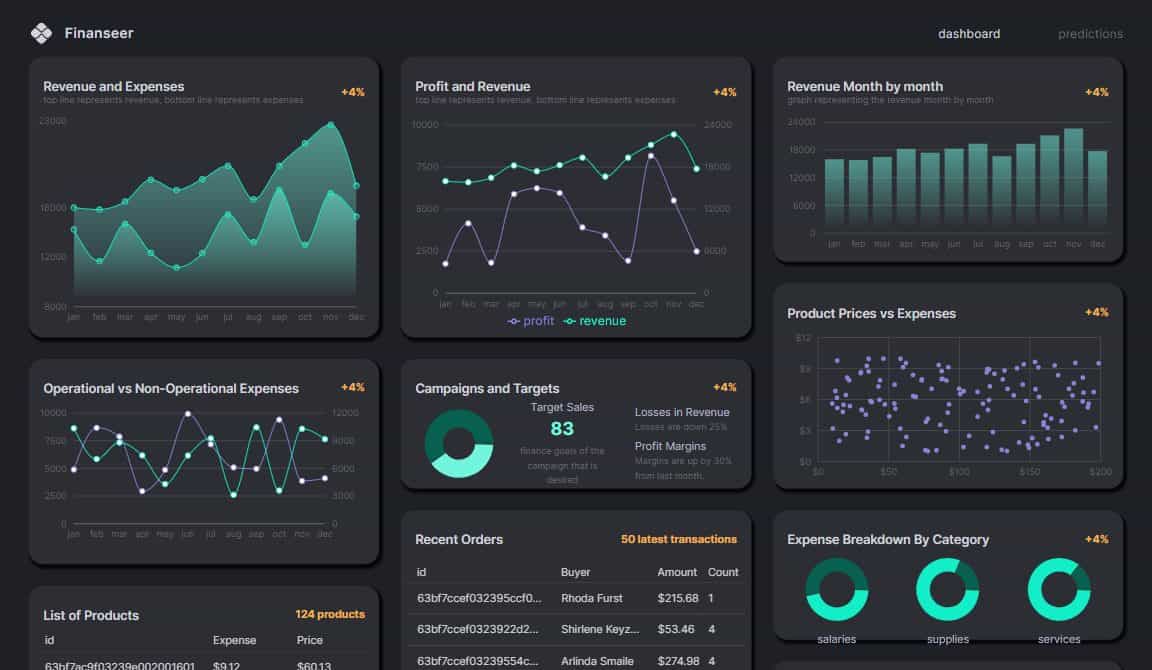 Finanseer
dashboard
predictions
Revenue and Expenses
top line represents revenue, bottom line represents expenses
+4%
23000
18000
12000
8000
jan feb mar apr may jun jul aug sep oct nov dec
Profit and Revenue
top line represents revenue, bottom line represents expenses
+4%
10000
7500
5000
2500
0
24000
18000
12000
6000
0
jan feb mar apr may jun jul aug sep oct nov dec
profit revenue
Revenue Month by month
graph representing the revenue month by month
+4%
24000
18000
12000
6000
0
jan feb mar apr may jun jul aug sep oct nov dec
Operational vs Non-Operational Expenses
+4%
10000
7500
5000
2500
0
12000
9000
6000
3000
0
jan feb mar apr may jun jul aug sep oct nov dec
Campaigns and Targets
+4%
Target Sales
83
finance goals of the
campaign that is
desired
Losses in Revenue
Losses are down 25%
Profit Margins
Margins are up by 30%
from last month.
Product Prices vs Expenses
+4%
$12
$9
$6
$3
$0
$0 $50 $100 $150 $200
List of Products
124 products
id Expense Price
63bf7ac9f03239e002001601 $9.12 $60.13
Recent Orders
50 latest transactions
id Buyer Amount Count
63bf7ccef032395ccf0... Rhoda Furst $215.68 1
63bf7ccef0323922d2... Shirlene Keyz... $53.46 4
63bf7ccef03239554c... Arlinda Smaile $274.98 4
Expense Breakdown By Category
+4%
salaries
supplies
services